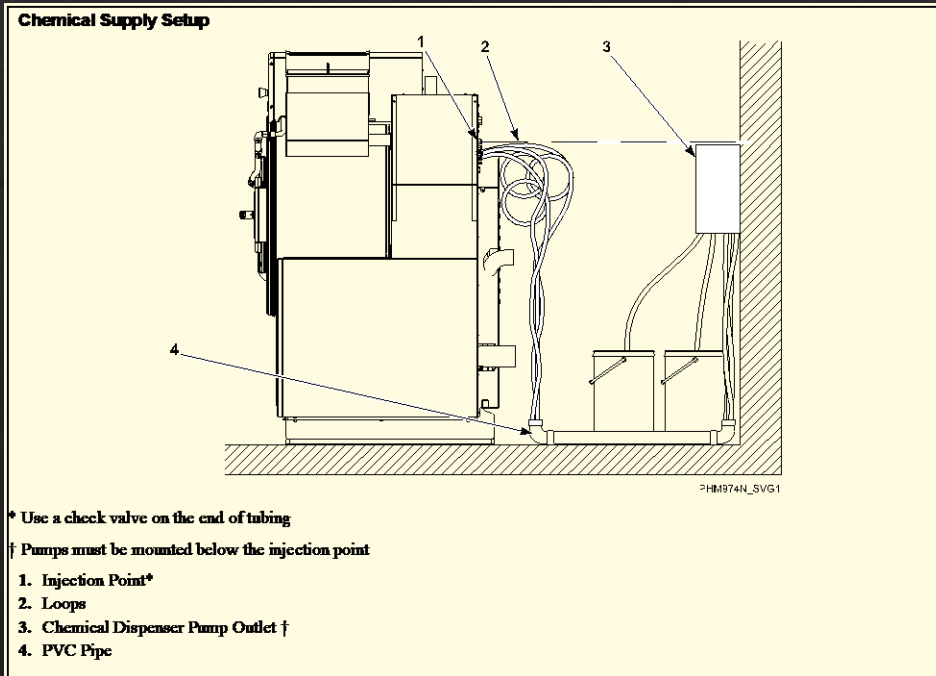 Chemical Supply Setup
1 2 3
4
PHM974N_SVG1
* Use a check valve on the end of tubing
† Pumps must be mounted below the injection point
1. Injection Point*
2. Loops
3. Chemical Dispenser Pump Outlet †
4. PVC Pipe